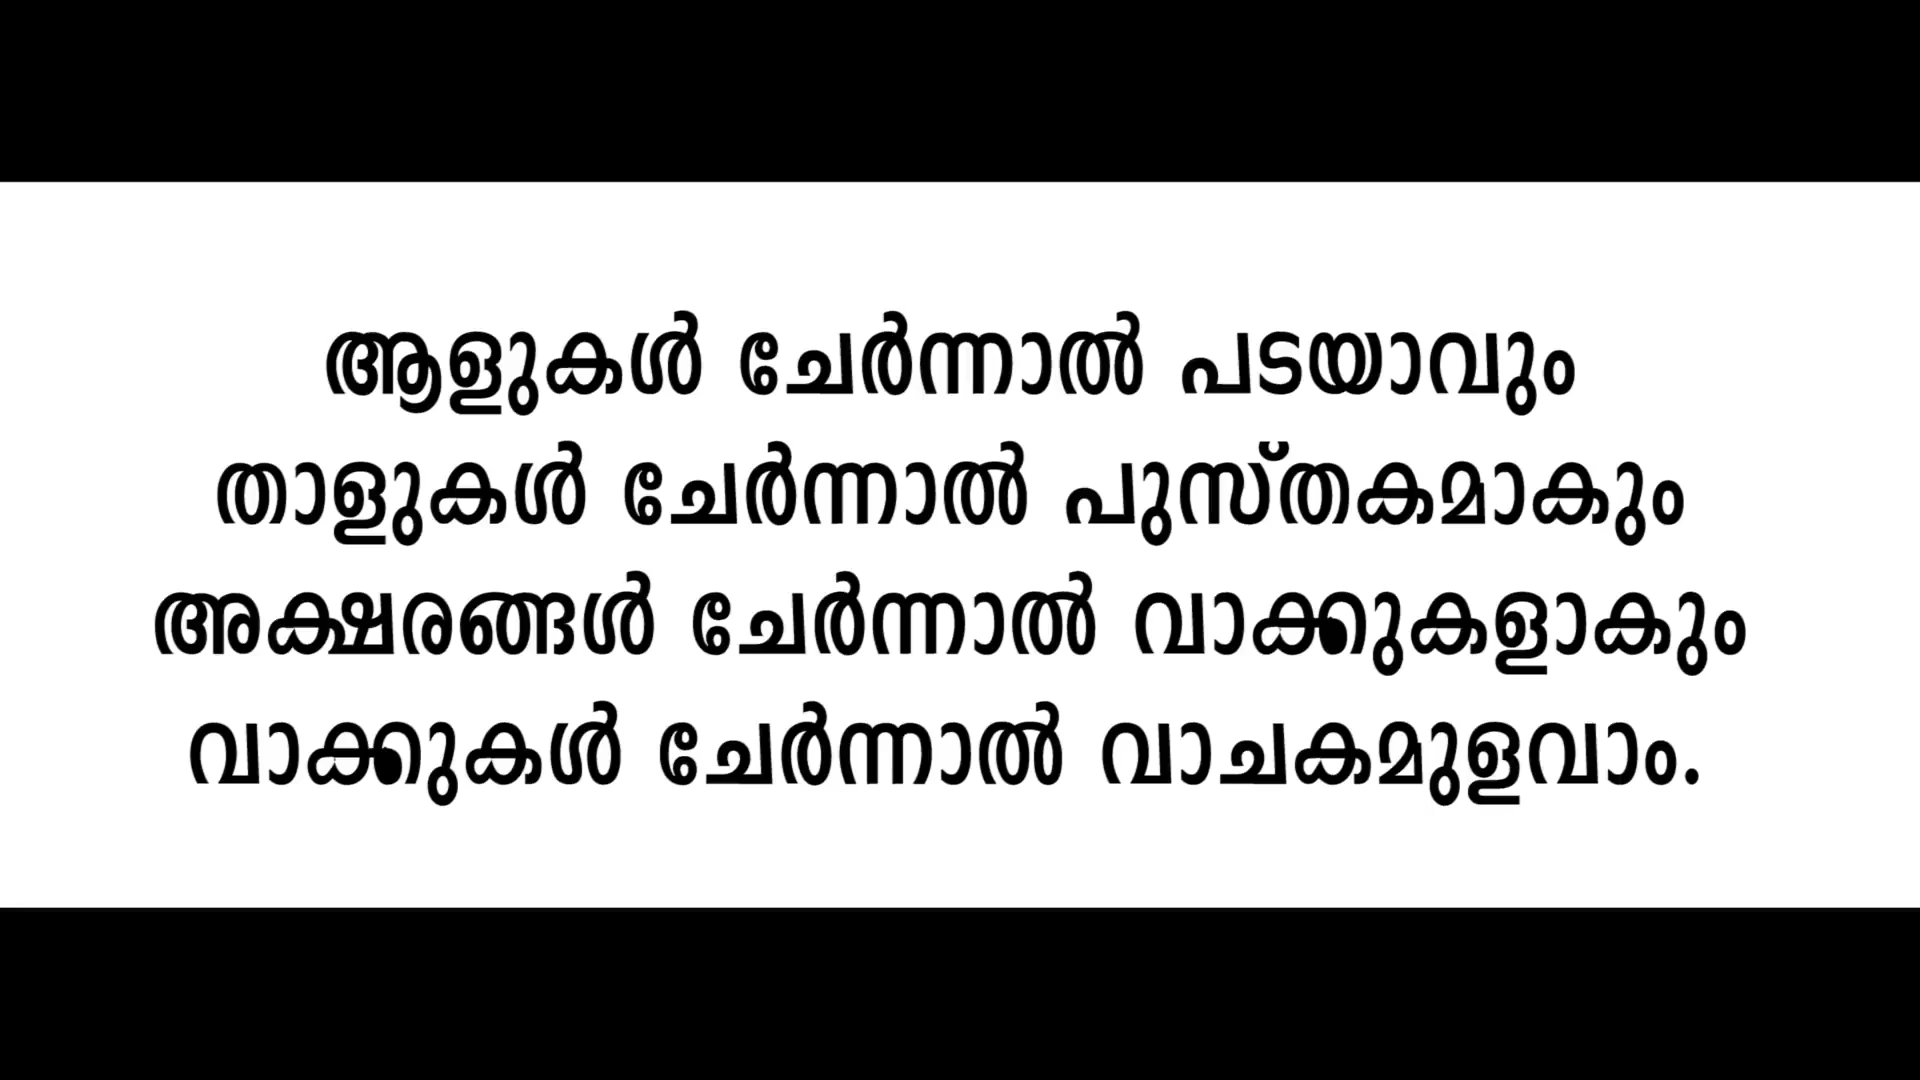 ആളുകൾ ചേർന്നാൽ പടയാവും
താളുകൾ ചേർന്നാൽ പുസ്തകമാകും
അക്ഷരങ്ങൾ ചേർന്നാൽ വാക്കുകളാകും
വാക്കുകൾ ചേർന്നാൽ വാചകമുളവാം.